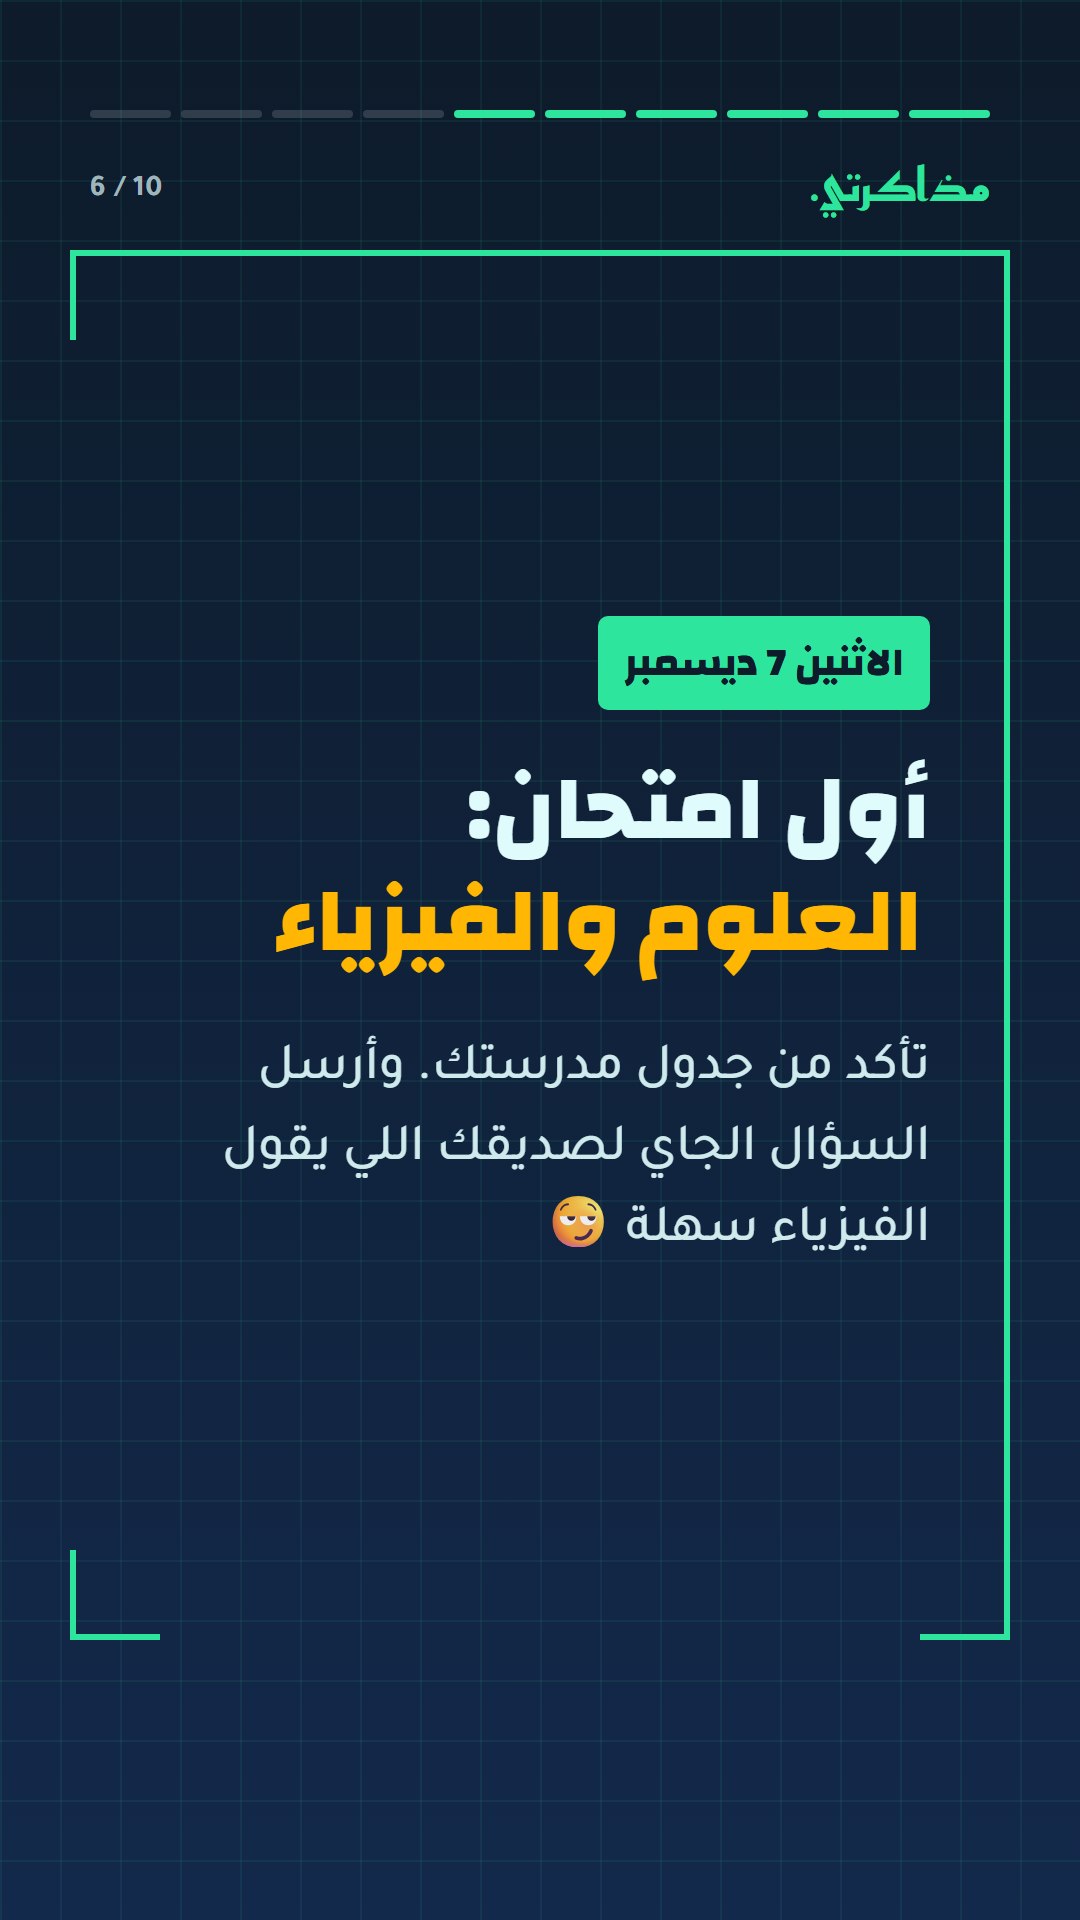 مذاكرتي.
6 / 10
الاثنين 7 ديسمبر
أول امتحان:
العلوم والفيزياء
تأكد من جدول مدرستك. وأرسل
السؤال الجاي لصديقك اللي يقول
الفيزياء سهلة 😏